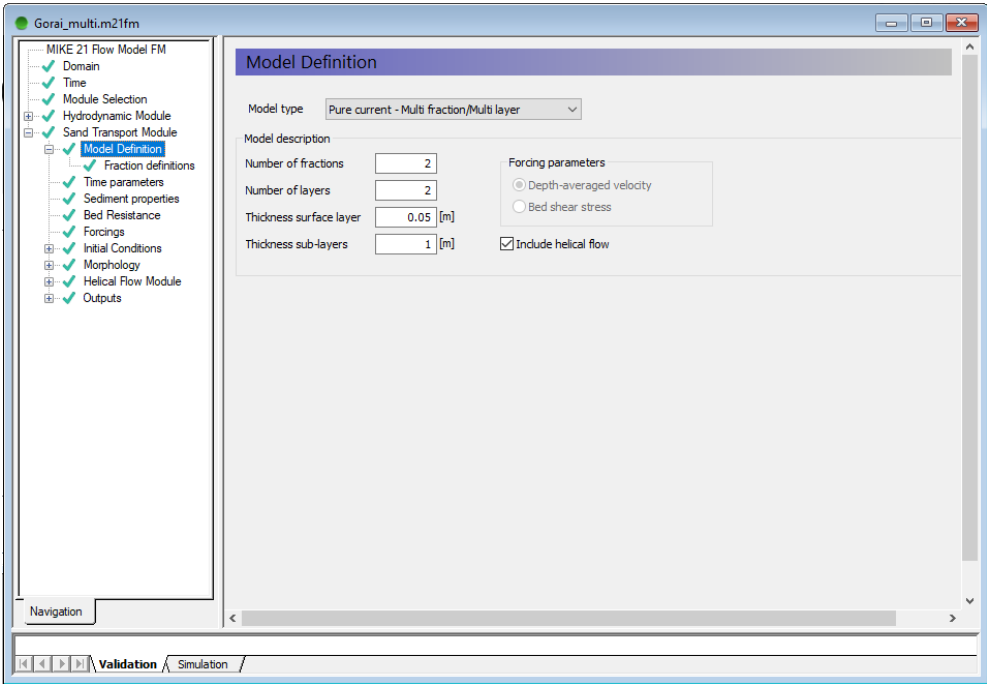 Gorai_multi.m21fm
MIKE 21 Flow Model FM
Domain
Time
Module Selection
Hydrodynamic Module
Sand Transport Module
Model Definition
Fraction definitions
Time parameters
Sediment properties
Bed Resistance
Forcings
Initial Conditions
Morphology
Helical Flow Module
Outputs
Navigation
Model Definition
Model type Pure current - Multi fraction/Multi layer
Model description
Number of fractions 2
Number of layers 2
Thickness surface layer 0.05 [m]
Thickness sub-layers 1 [m]
Forcing parameters
Depth-averaged velocity
Bed shear stress
Include helical flow
Validation Simulation